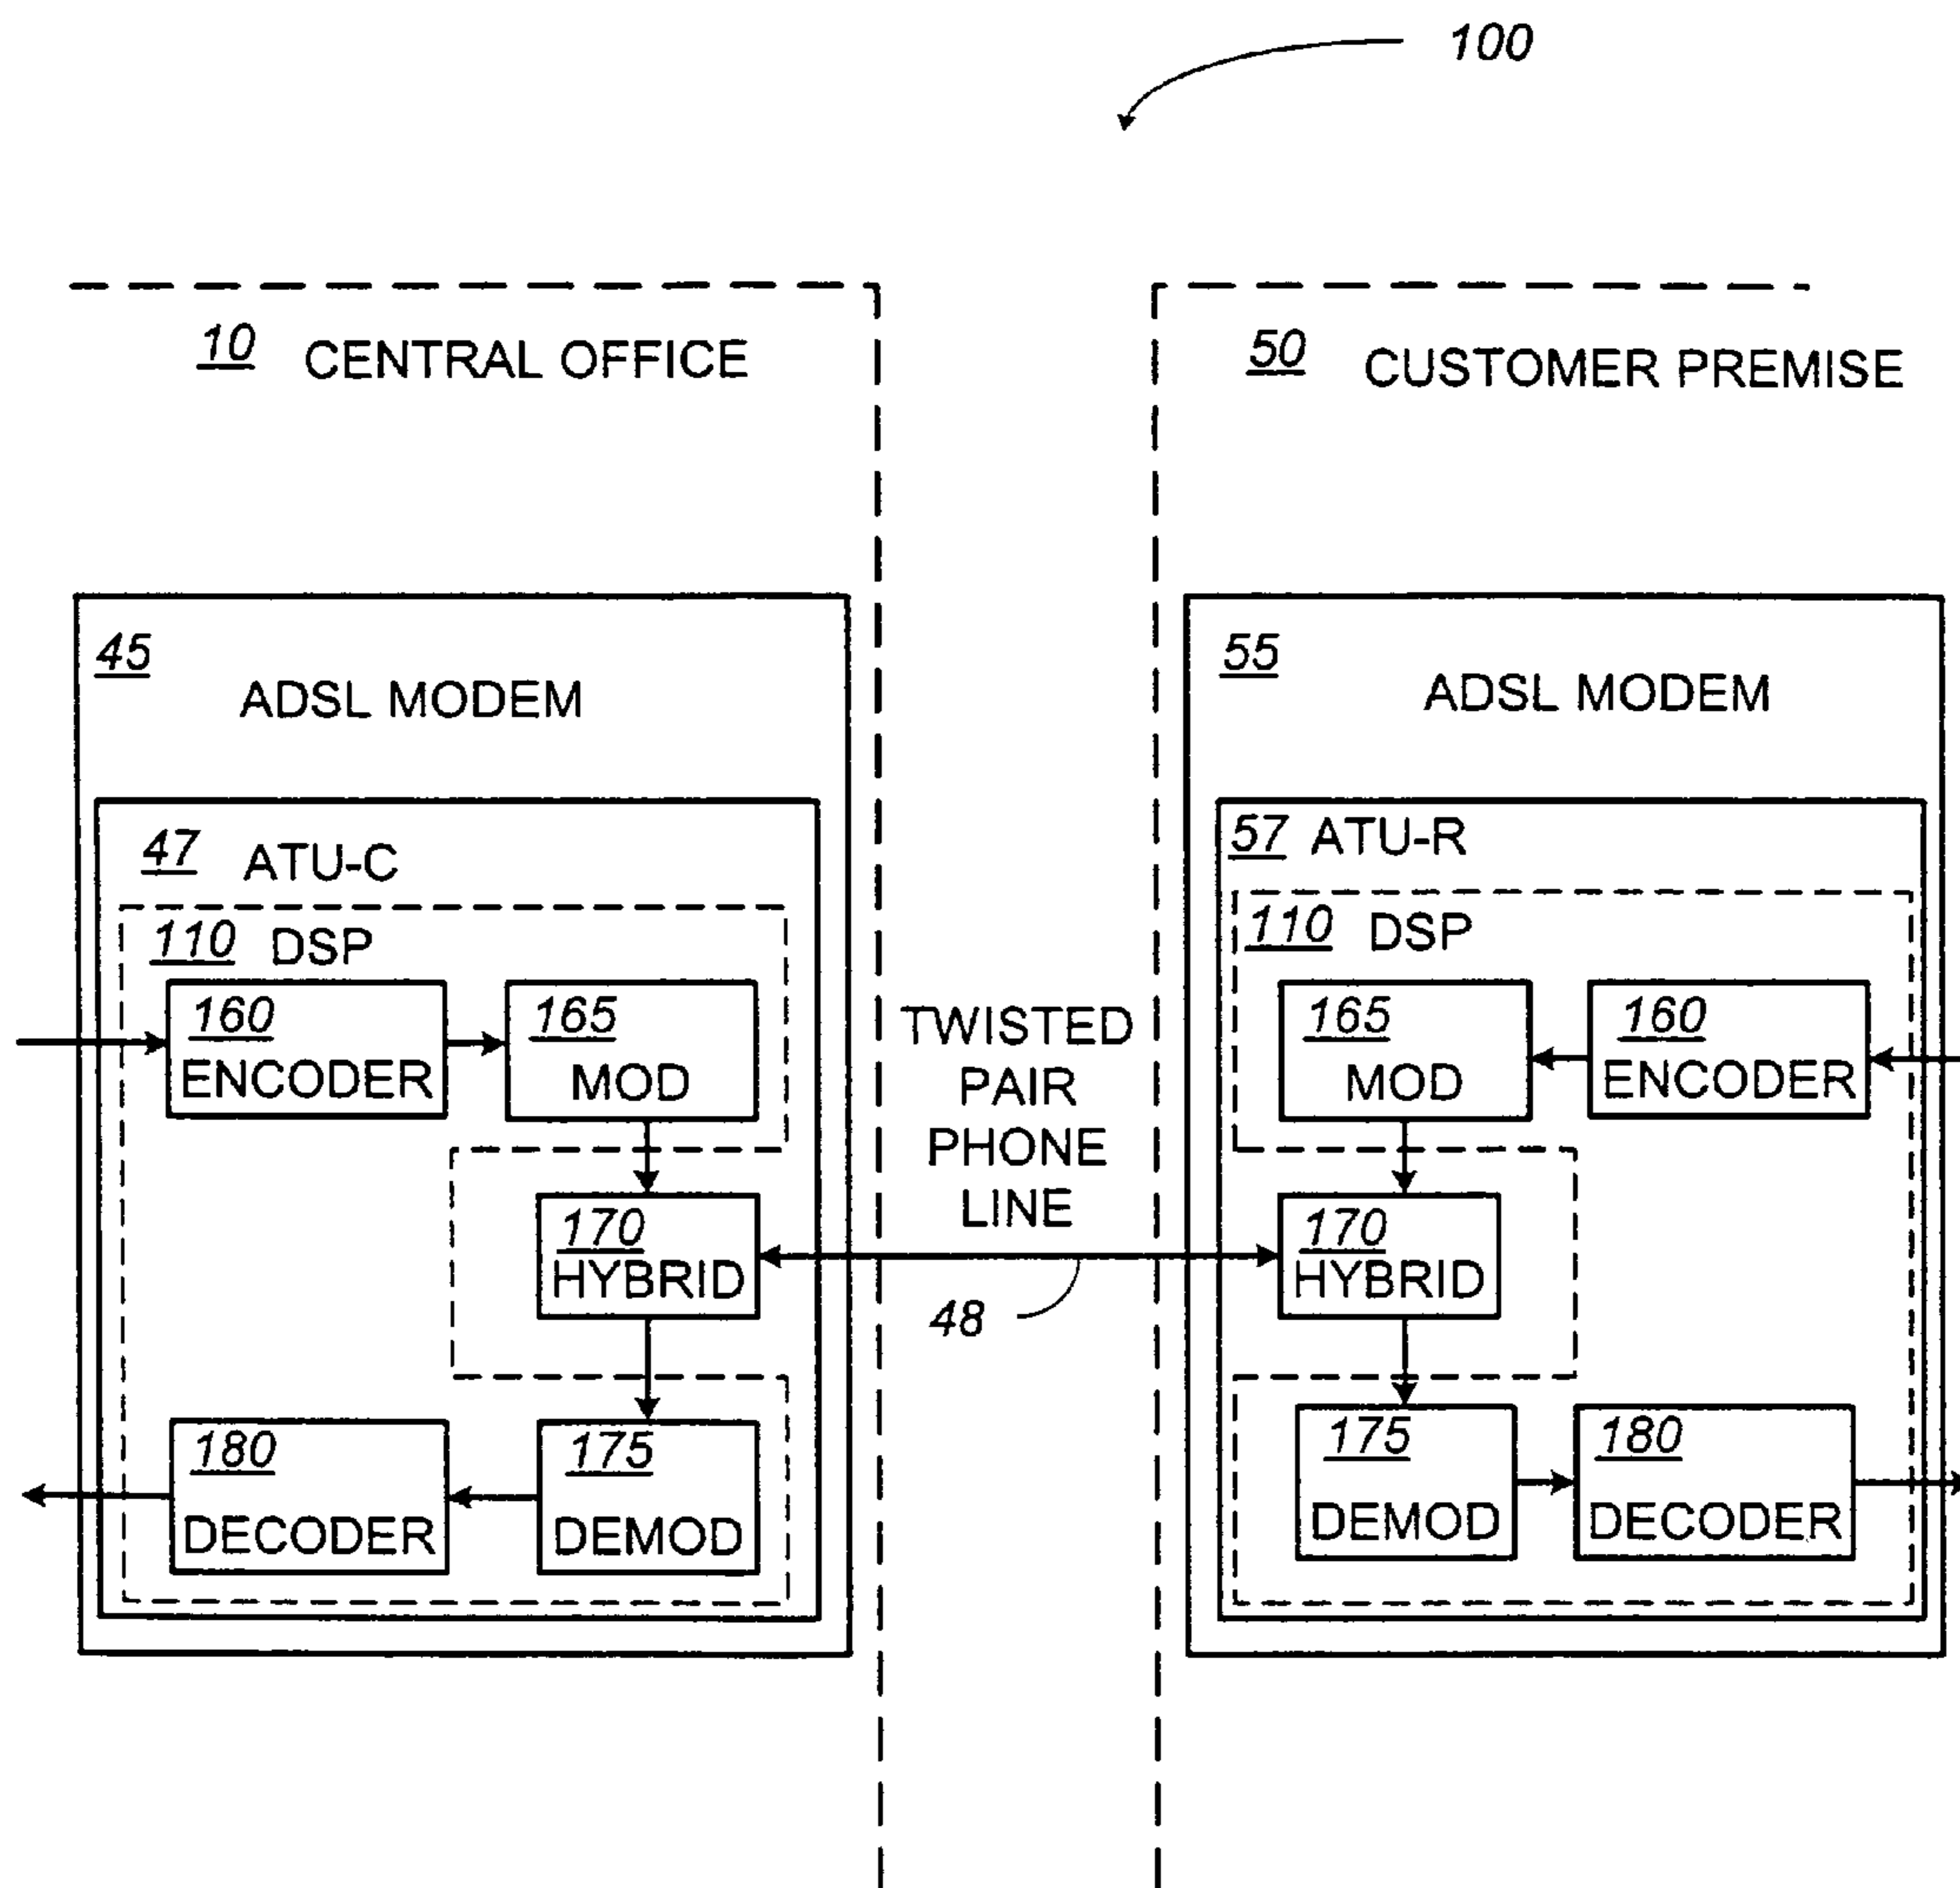 100
10 CENTRAL OFFICE
50 CUSTOMER PREMISE
45
ADSL MODEM
47 ATU-C
110 DSP
160
ENCODER
165
MOD
170
HYBRID
180
DECODER
175
DEMOD
TWISTED
PAIR
PHONE
LINE
48
55
ADSL MODEM
57 ATU-R
110 DSP
165
MOD
160
ENCODER
170
HYBRID
175
DEMOD
180
DECODER